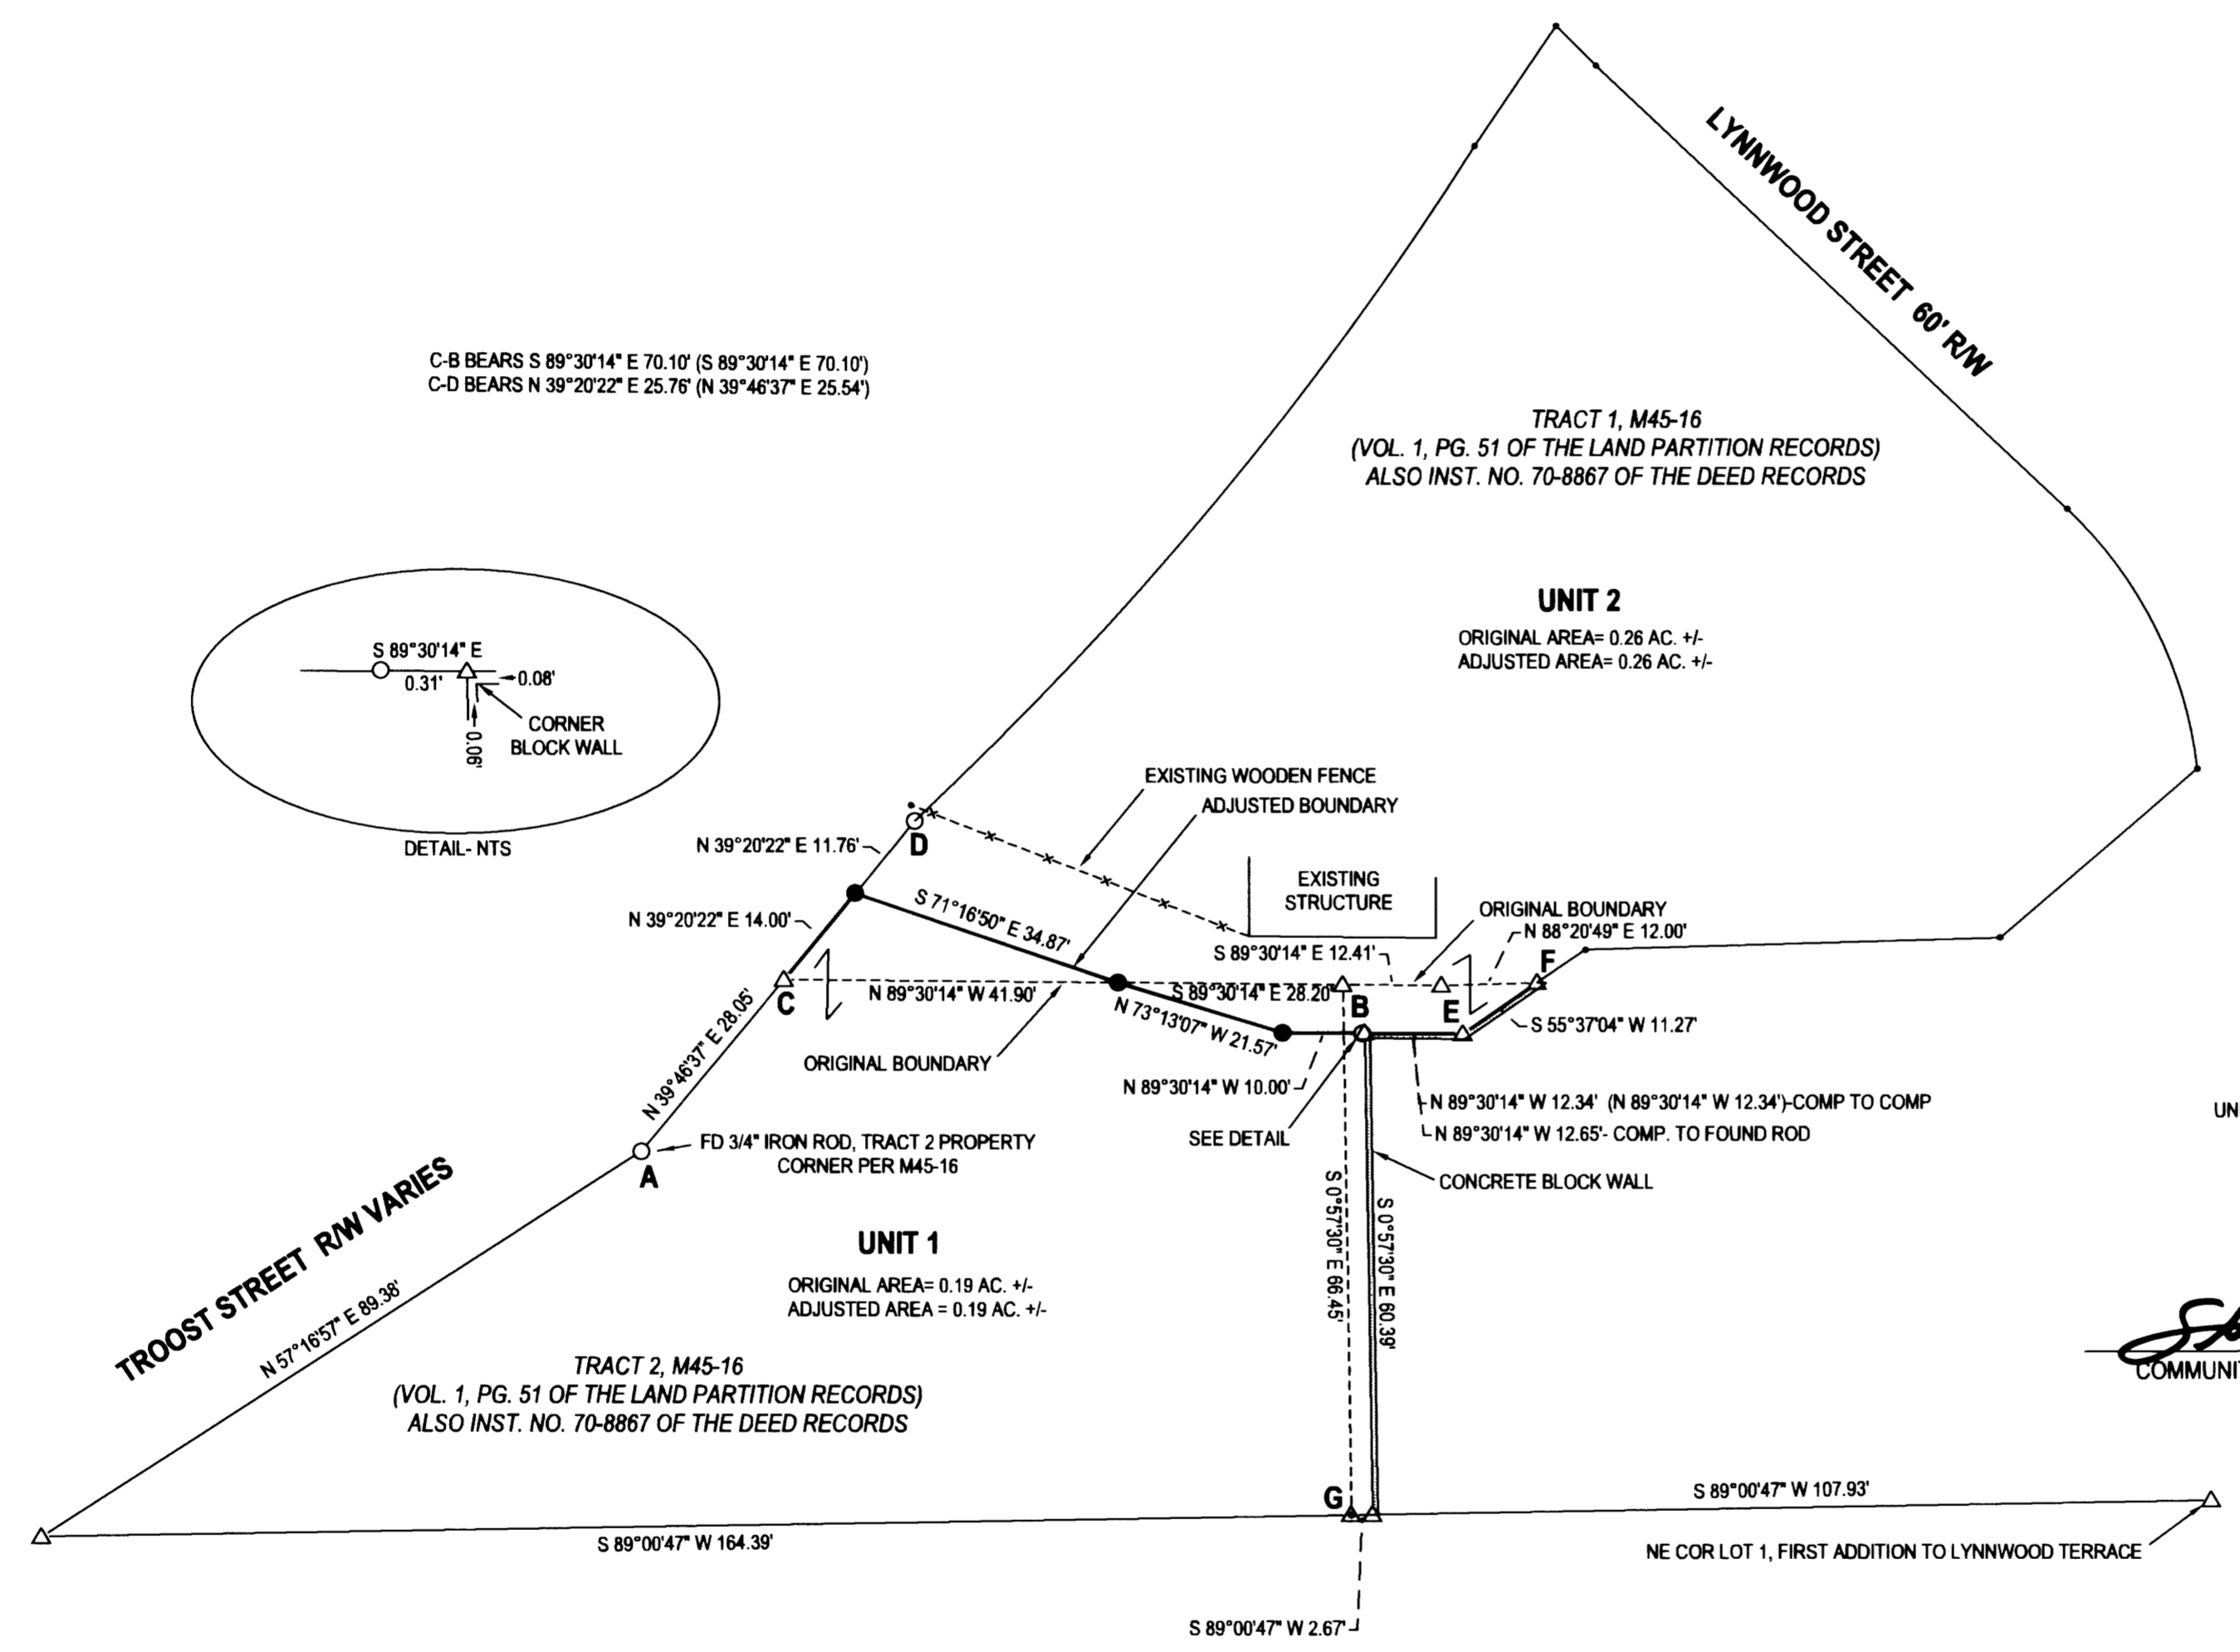 LYNNWOOD STREET 60' R/W
C-B BEARS S 89°30'14" E 70.10' (S 89°30'14" E 70.10')
C-D BEARS N 39°20'22" E 25.76' (N 39°46'37" E 25.54')
TRACT 1, M45-16
(VOL. 1, PG. 51 OF THE LAND PARTITION RECORDS)
ALSO INST. NO. 70-8867 OF THE DEED RECORDS
UNIT 2
ORIGINAL AREA= 0.26 AC. +/-
ADJUSTED AREA= 0.26 AC. +/-
S 89°30'14" E
0.31'
0.08'
0.06'
CORNER
BLOCK WALL
DETAIL- NTS
EXISTING WOODEN FENCE
ADJUSTED BOUNDARY
N 39°20'22" E 11.76'
D
EXISTING
STRUCTURE
S 71°16'50" E 34.87'
N 39°20'22" E 14.00'
ORIGINAL BOUNDARY
N 88°20'49" E 12.00'
S 89°30'14" E 12.41'
F
C
N 89°30'14" W 41.90'
S 89°30'14" E 28.20'
B
E
N 73°13'07" W 21.57'
S 55°37'04" W 11.27'
N 39°46'37" E 28.05'
ORIGINAL BOUNDARY
N 89°30'14" W 10.00'
N 89°30'14" W 12.34' (N 89°30'14" W 12.34')-COMP TO COMP
UN
SEE DETAIL
N 89°30'14" W 12.65'- COMP. TO FOUND ROD
FD 3/4" IRON ROD, TRACT 2 PROPERTY
CORNER PER M45-16
A
CONCRETE BLOCK WALL
TROOST STREET R/W VARIES
N 57°16'57" E 89.38'
S 0°57'30" E 66.45'
S 0°57'30" E 60.39'
UNIT 1
ORIGINAL AREA= 0.19 AC. +/-
ADJUSTED AREA = 0.19 AC. +/-
TRACT 2, M45-16
(VOL. 1, PG. 51 OF THE LAND PARTITION RECORDS)
ALSO INST. NO. 70-8867 OF THE DEED RECORDS
COMMUNI
G
S 89°00'47" W 107.93'
S 89°00'47" W 164.39'
NE COR LOT 1, FIRST ADDITION TO LYNNWOOD TERRACE
S 89°00'47" W 2.67'